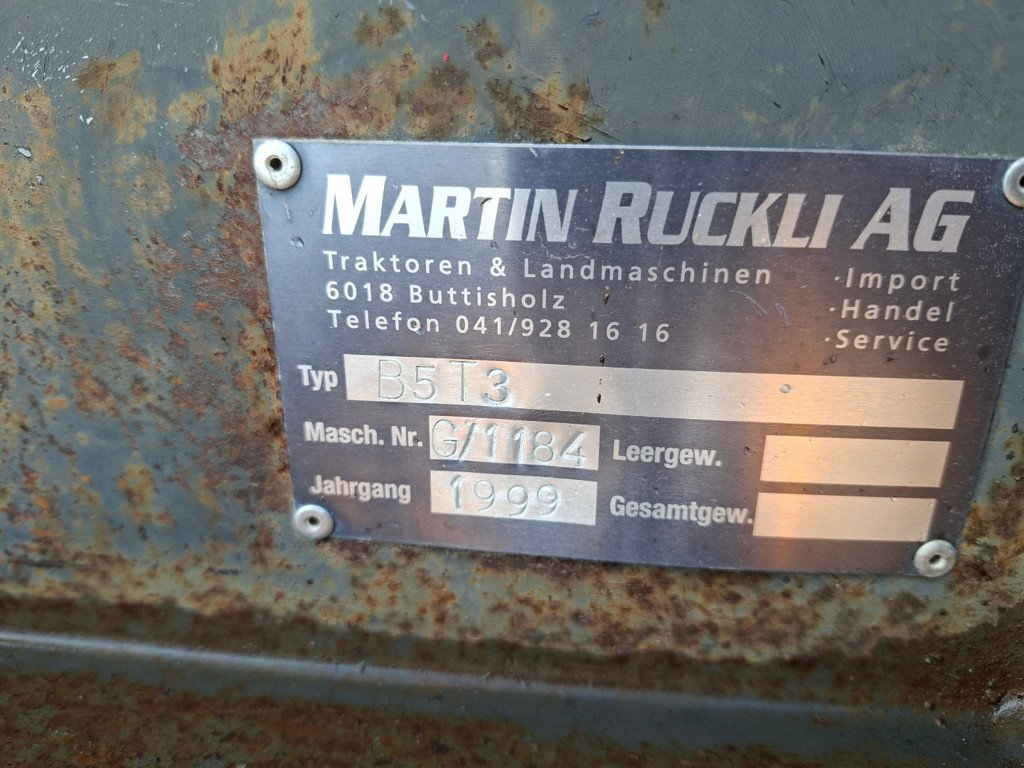 MARTIN RUCKLI AG
Traktoren & Landmaschinen
6018 Buttisholz
Telefon 041/928 16 16
·Import
·Handel
·Service
Typ B5T3
Masch. Nr. G/1184 Leergew.
Jahrgang 1999 Gesamtgew.